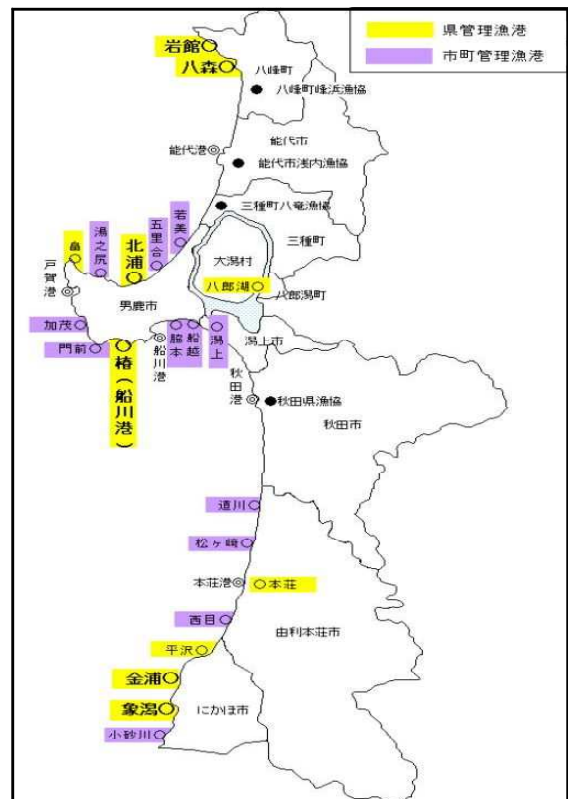 県管理漁港
市町管理漁港
岩館
八森
八峰町
八峰町峰浜漁協
能代市
能代港
能代市浅内漁協
三種町八竜漁協
三種町
若美
五里合
北浦
湯之尻
畠
戸賀港
大潟村
八郎湖
八郎潟町
男鹿市
加茂
門前
椿（船川港）
船川港
脇本
船越
潟上
潟上市
秋田港
秋田県漁協
秋田市
道川
松ヶ崎
本荘港
本荘
西目
由利本荘市
平沢
金浦
象潟
にかほ市
小砂川